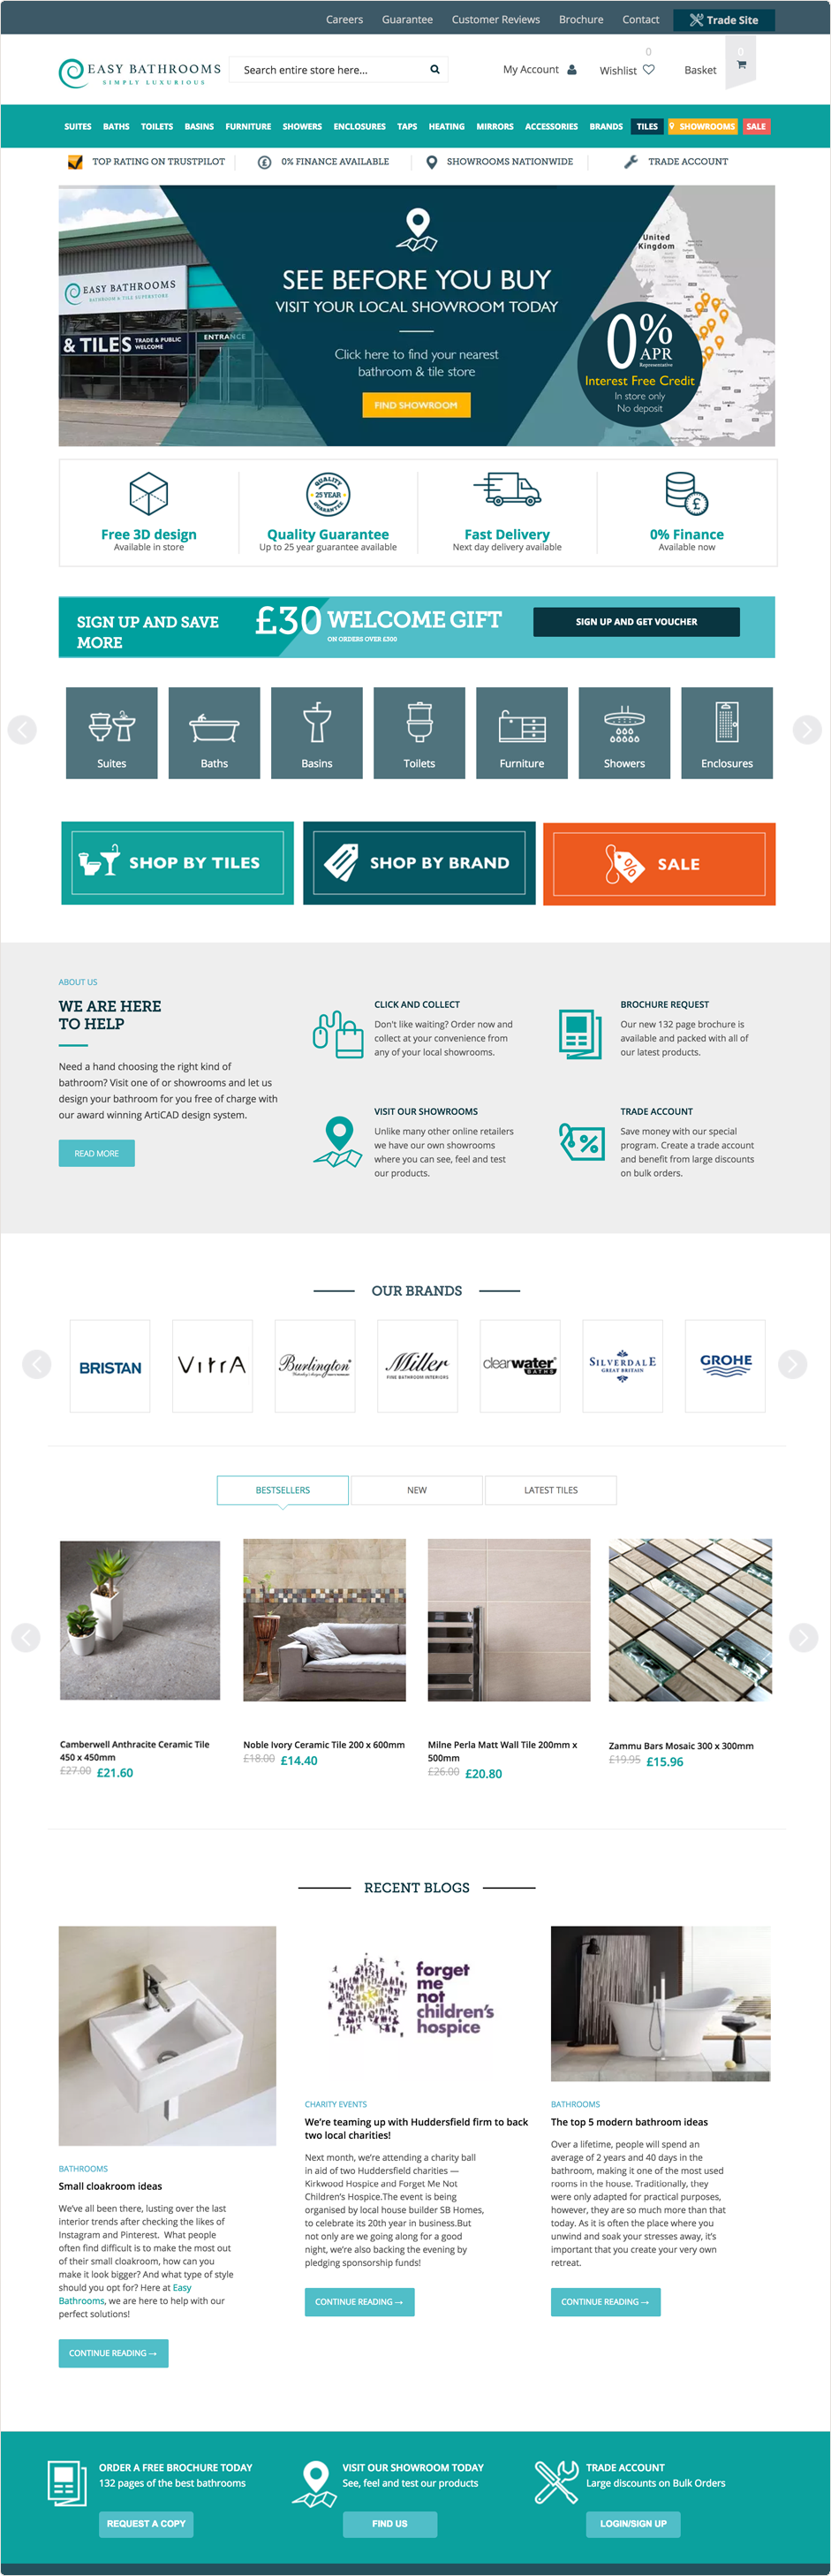 Careers Guarantee Customer Reviews Brochure Contact Trade Site
EASY BATHROOMS
SIMPLY LUXURIOUS
Search entire store here...
My Account
0
Wishlist
Basket
0
SUITES BATHS TOILETS BASINS FURNITURE SHOWERS ENCLOSURES TAPS HEATING MIRRORS ACCESSORIES BRANDS TILES SHOWROOMS SALE
TOP RATING ON TRUSTPILOT
0% FINANCE AVAILABLE
SHOWROOMS NATIONWIDE
TRADE ACCOUNT
EASY BATHROOMS
BATHROOM & TILE SUPERSTORE
& TILES TRADE & PUBLIC
WELCOME
ENTRANCE
SEE BEFORE YOU BUY
VISIT YOUR LOCAL SHOWROOM TODAY
Click here to find your nearest
bathroom & tile store
FIND SHOWROOM
United
Kingdom
Leeds
London
0%
APR
Representative
Interest Free Credit
In store only
No deposit
Free 3D design
Available in store
QUALITY
25 YEAR
GUARANTEE
Quality Guarantee
Up to 25 year guarantee available
Fast Delivery
Next day delivery available
£
0% Finance
Available now
SIGN UP AND SAVE
MORE
£30 WELCOME GIFT
ON ORDERS OVER £300
SIGN UP AND GET VOUCHER
Suites
Baths
Basins
Toilets
Furniture
Showers
Enclosures
SHOP BY TILES
SHOP BY BRAND
% SALE
ABOUT US
WE ARE HERE
TO HELP
Need a hand choosing the right kind of
bathroom? Visit one of or showrooms and let us
design your bathroom for you free of charge with
our award winning ArtiCAD design system.
READ MORE
CLICK AND COLLECT
Don't like waiting? Order now and
collect at your convenience from
any of your local showrooms.
BROCHURE REQUEST
Our new 132 page brochure is
available and packed with all of
our latest products.
VISIT OUR SHOWROOMS
Unlike many other online retailers
we have our own showrooms
where you can see, feel and test
our products.
%
TRADE ACCOUNT
Save money with our special
program. Create a trade account
and benefit from large discounts
on bulk orders.
OUR BRANDS
BRISTAN
VitrA
Burlington
Miller
FINE BATHROOM INTERIORS
clearwater
BATHS
SILVERDALE
GREAT BRITAIN
GROHE
BESTSELLERS
NEW
LATEST TILES
Camberwell Anthracite Ceramic Tile
450 x 450mm
£27.00 £21.60
Noble Ivory Ceramic Tile 200 x 600mm
£18.00 £14.40
Milne Perla Matt Wall Tile 200mm x
500mm
£26.00 £20.80
Zammu Bars Mosaic 300 x 300mm
£19.95 £15.96
RECENT BLOGS
BATHROOMS
Small cloakroom ideas
We've all been there, lusting over the last
interior trends after checking the likes of
Instagram and Pinterest. What people
often find difficult is to make the most out
of their small cloakroom, how can you
make it look bigger? And what type of style
should you opt for? Here at Easy
Bathrooms, we are here to help with our
perfect solutions!
CONTINUE READING →
forget
me
not
children's
hospice
CHARITY EVENTS
We're teaming up with Huddersfield firm to back
two local charities!
Next month, we're attending a charity ball
in aid of two Huddersfield charities —
Kirkwood Hospice and Forget Me Not
Children's Hospice.The event is being
organised by local house builder SB Homes,
to celebrate its 20th year in business.But
not only are we going along for a good
night, we're also backing the evening by
pledging sponsorship funds!
CONTINUE READING →
BATHROOMS
The top 5 modern bathroom ideas
Over a lifetime, people will spend an
average of 2 years and 40 days in the
bathroom, making it one of the most used
rooms in the house. Traditionally, they
were only adapted for practical purposes,
however, they are so much more than that
today. As it is often the place where you
unwind and soak your stresses away, it's
important that you create your very own
retreat.
CONTINUE READING →
ORDER A FREE BROCHURE TODAY
132 pages of the best bathrooms
REQUEST A COPY
VISIT OUR SHOWROOM TODAY
See, feel and test our products
FIND US
TRADE ACCOUNT
Large discounts on Bulk Orders
LOGIN/SIGN UP